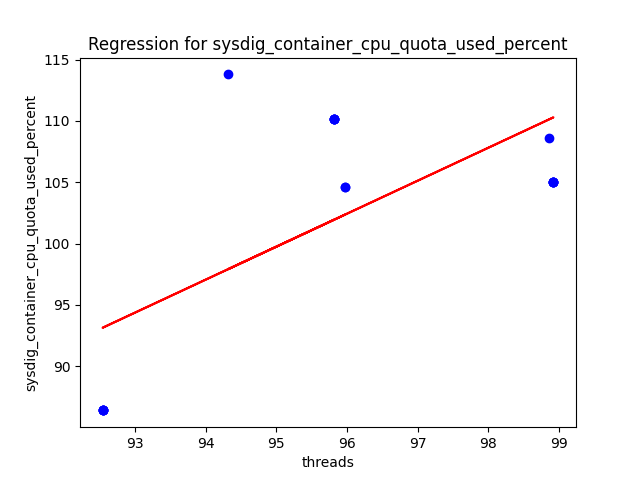 Regression for sysdig_container_cpu_quota_used_percent
sysdig_container_cpu_quota_used_percent
115
110
105
100
95
90
93 94 95 96 97 98 99
threads